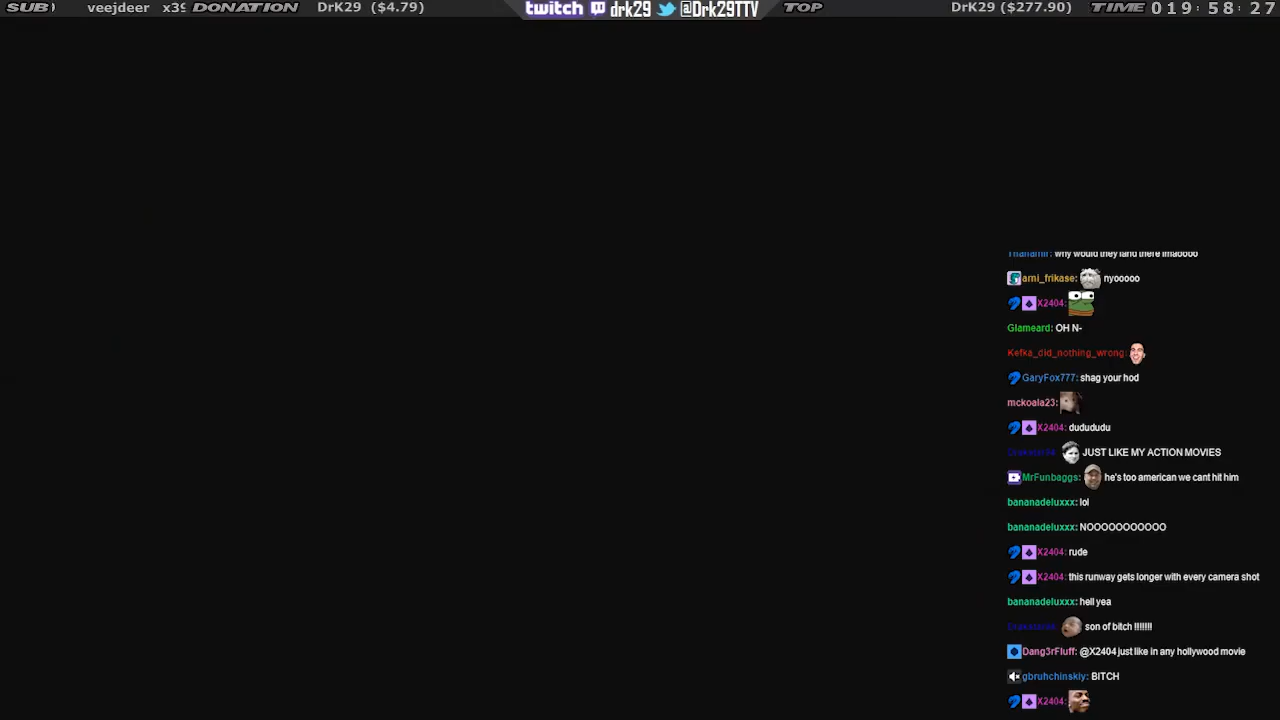 SUB) veejdeer x39 DONATION DrK29 ($4.79) twitch drk29 @Drk29TTV TOP DrK29 ($277.90) TIME 019:58:27
Thanamir: why would they land there lmaoooo
arni_frikase: nyooooo
X2404:
Glameard: OH N-
Kefka_did_nothing_wrong:
GaryFox777: shag your hod
mckoala23:
X2404: dudududu
JUST LIKE MY ACTION MOVIES
MrFunbaggs: he's too american we cant hit him
bananadeluxxx: lol
bananadeluxxx: NOOOOOOOOOOO
X2404: rude
X2404: this runway gets longer with every camera shot
bananadeluxxx: hell yea
son of bitch !!!!!!!
Dang3rFluff: @X2404 just like in any hollywood movie
gbruhchinskiy: BITCH
X2404: